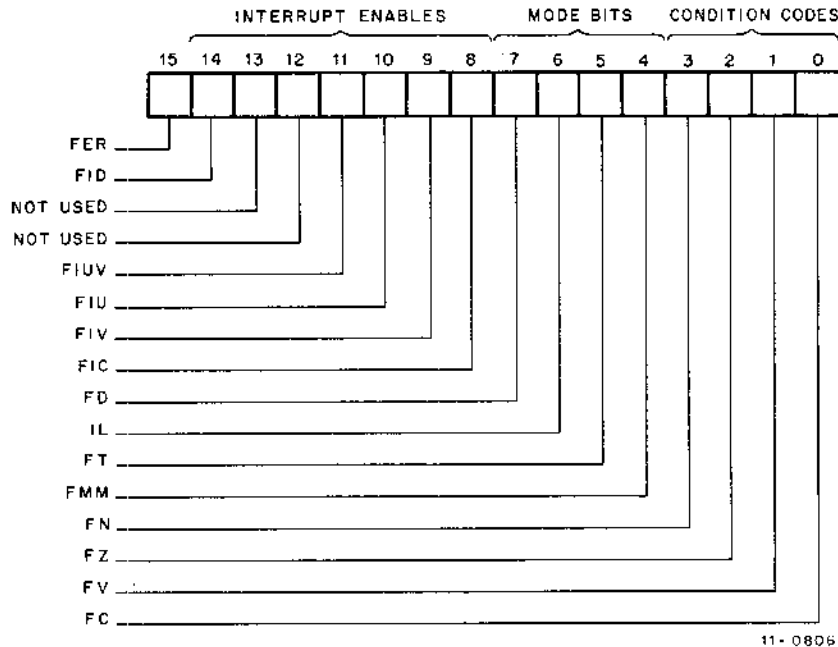 INTERRUPT ENABLES MODE BITS CONDITION CODES
15 14 13 12 11 10 9 8 7 6 5 4 3 2 1 0
FER
FID
NOT USED
NOT USED
FIUV
FIU
FIV
FIC
FD
IL
FT
FMM
FN
FZ
FV
FC
11-0806